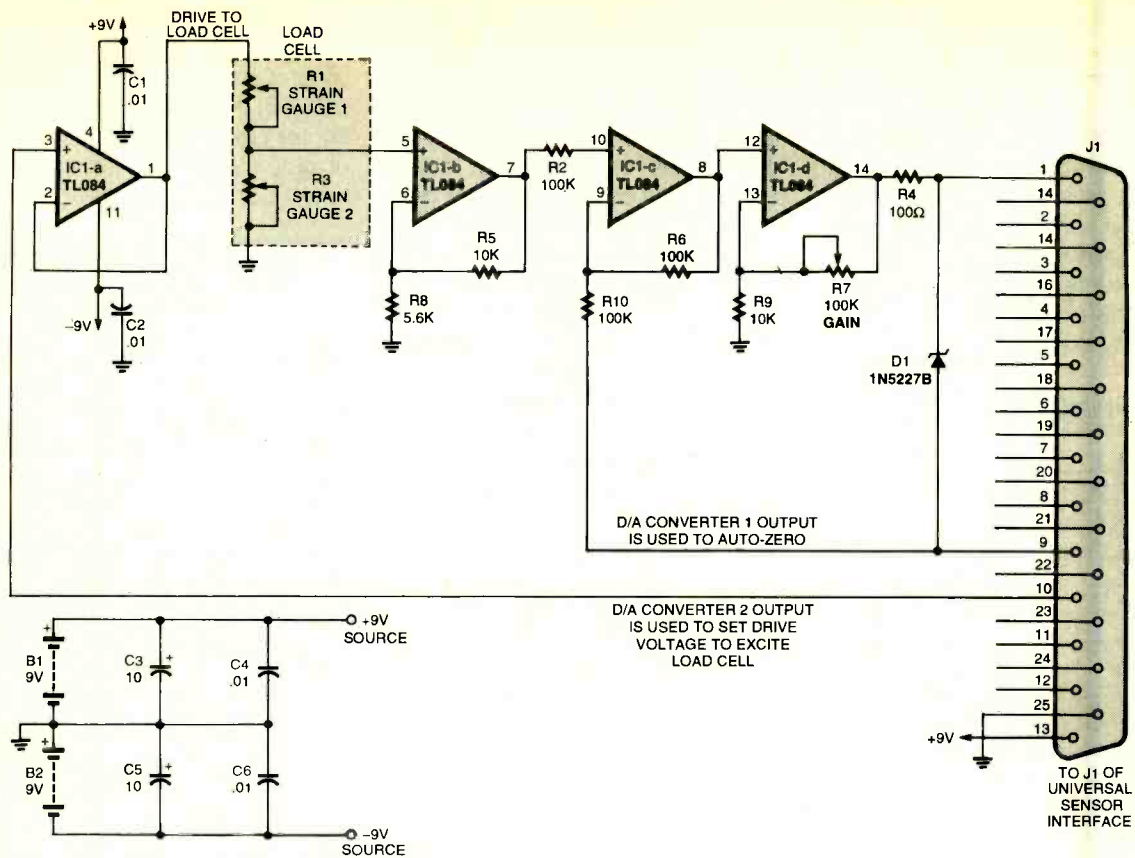 DRIVE TO
LOAD CELL
+9V
C1
.01
LOAD
CELL
R1
STRAIN
GAUGE 1
R3
STRAIN
GAUGE 2
3
+
2
−
4
11
1
IC1-a
TL084
−9V
C2
.01
5
+
6
−
7
IC1-b
TL084
R5
10K
R8
5.6K
R2
100K
10
+
9
−
8
IC1-c
TL084
R6
100K
R10
100K
12
+
13
−
14
IC1-d
TL084
R4
100Ω
R7
100K
GAIN
R9
10K
D1
1N5227B
J1
1
14
2
14
3
16
4
17
5
18
6
19
7
20
8
21
9
22
10
23
11
24
12
25
13
+9V
D/A CONVERTER 1 OUTPUT
IS USED TO AUTO-ZERO
D/A CONVERTER 2 OUTPUT
IS USED TO SET DRIVE
VOLTAGE TO EXCITE
LOAD CELL
TO J1 OF
UNIVERSAL
SENSOR
INTERFACE
+
B1
9V
C3
10
+
C4
.01
+9V
SOURCE
+
B2
9V
C5
10
+
C6
.01
−9V
SOURCE